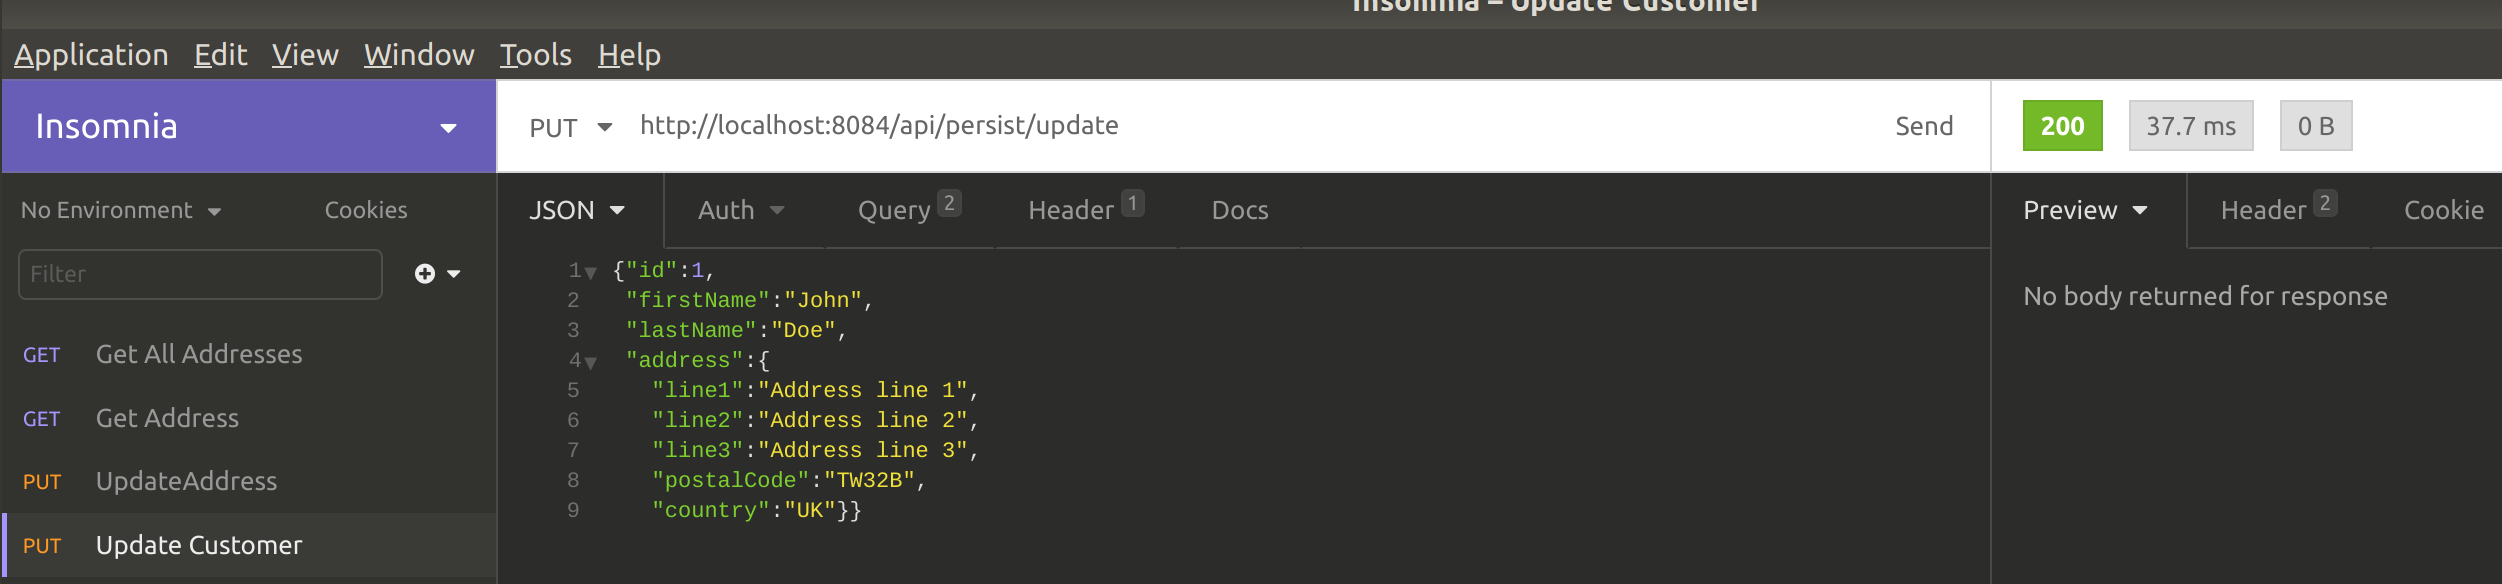 Insomnia – Update Customer
Application Edit View Window Tools Help
Insomnia
PUT http://localhost:8084/api/persist/update Send
200 37.7 ms 0 B
No Environment Cookies
JSON Auth Query 2 Header 1 Docs
Preview Header 2 Cookie
Filter
GET Get All Addresses
GET Get Address
PUT UpdateAddress
PUT Update Customer
1 {"id":1,
2 "firstName":"John",
3 "lastName":"Doe",
4 "address":{
5 "line1":"Address line 1",
6 "line2":"Address line 2",
7 "line3":"Address line 3",
8 "postalCode":"TW32B",
9 "country":"UK"}}
No body returned for response